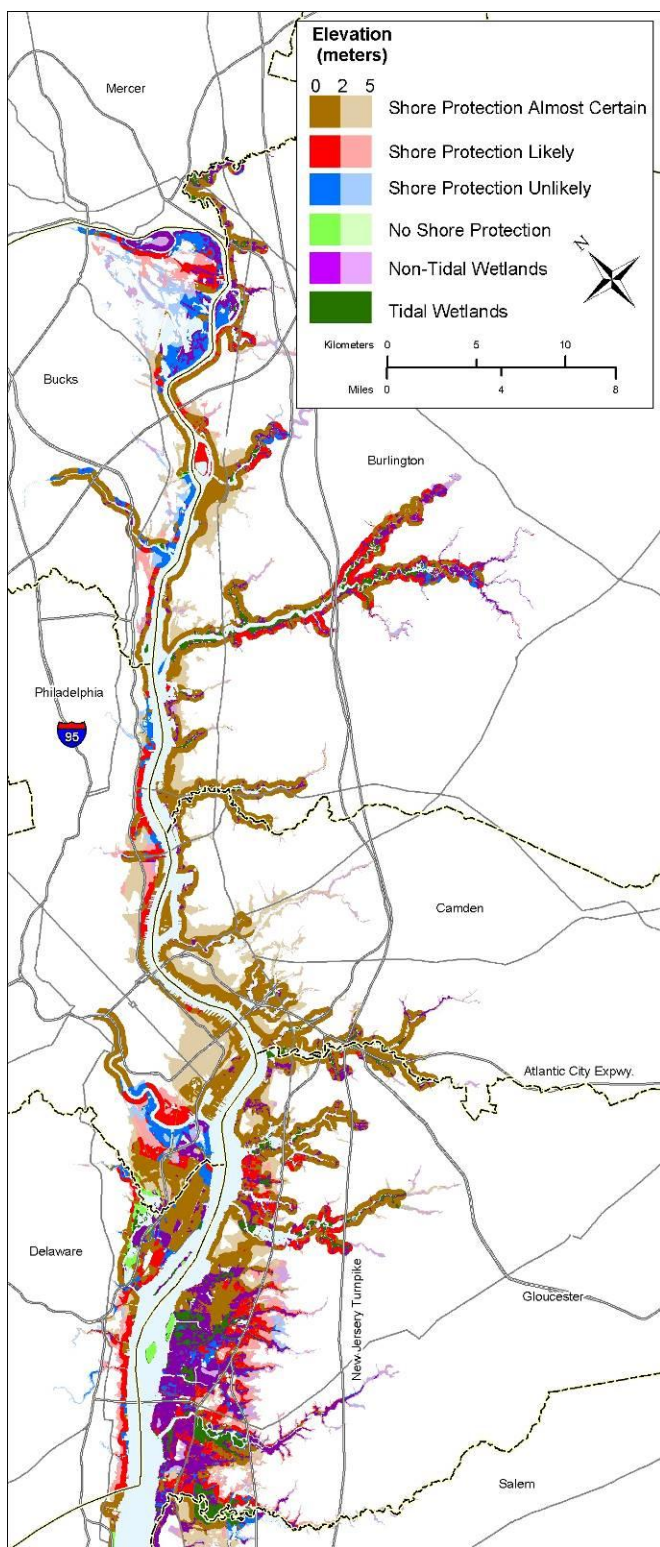 Elevation
(meters)
0 2 5
Shore Protection Almost Certain
Shore Protection Likely
Shore Protection Unlikely
No Shore Protection
Non-Tidal Wetlands
Tidal Wetlands
N
Kilometers 0 5 10
Miles 0 4 8
Mercer
Bucks
Burlington
Philadelphia
95
Camden
Atlantic City Expwy.
Delaware
New Jersery Turnpike
Gloucester
Salem